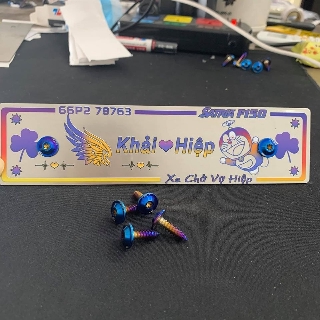 66P2 78763
SATRIA F150
Khải Hiệp
Xe Chở Vợ Hiệp